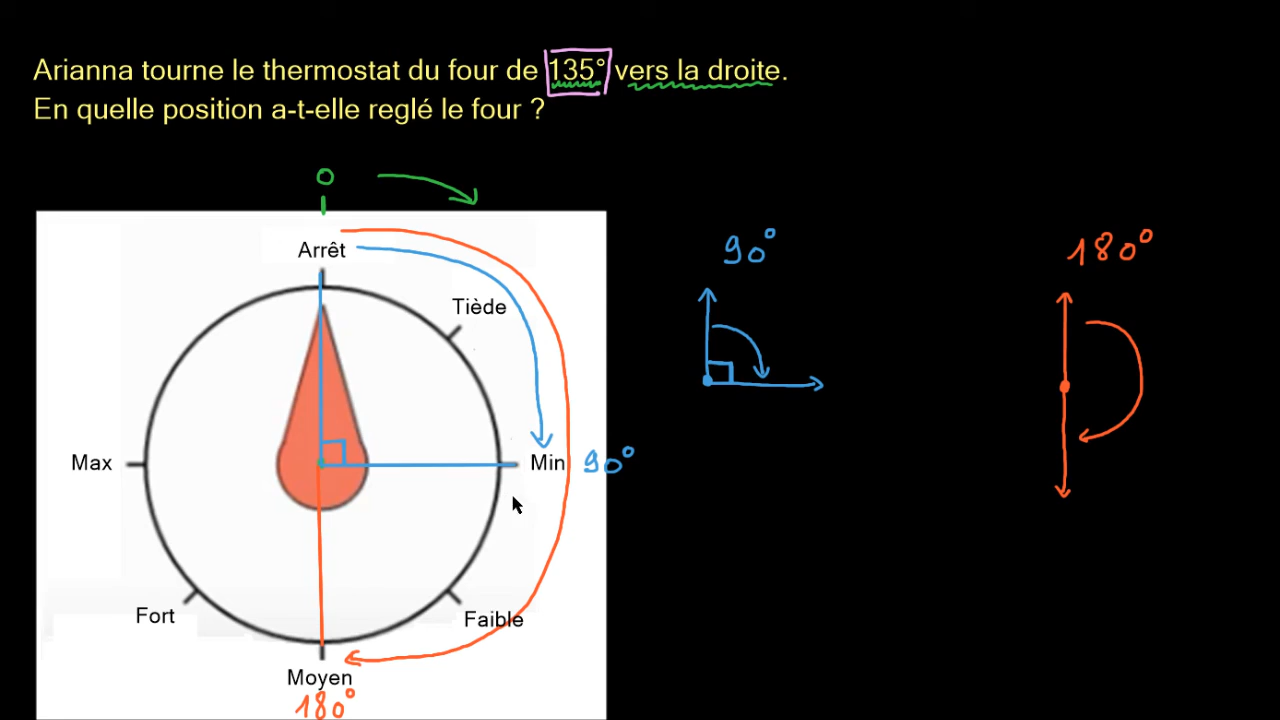 Arianna tourne le thermostat du four de 135° vers la droite.
En quelle position a-t-elle reglé le four ?
0
Arrêt
Tiède
Min 90°
Faible
Moyen
180°
Fort
Max
90°
180°